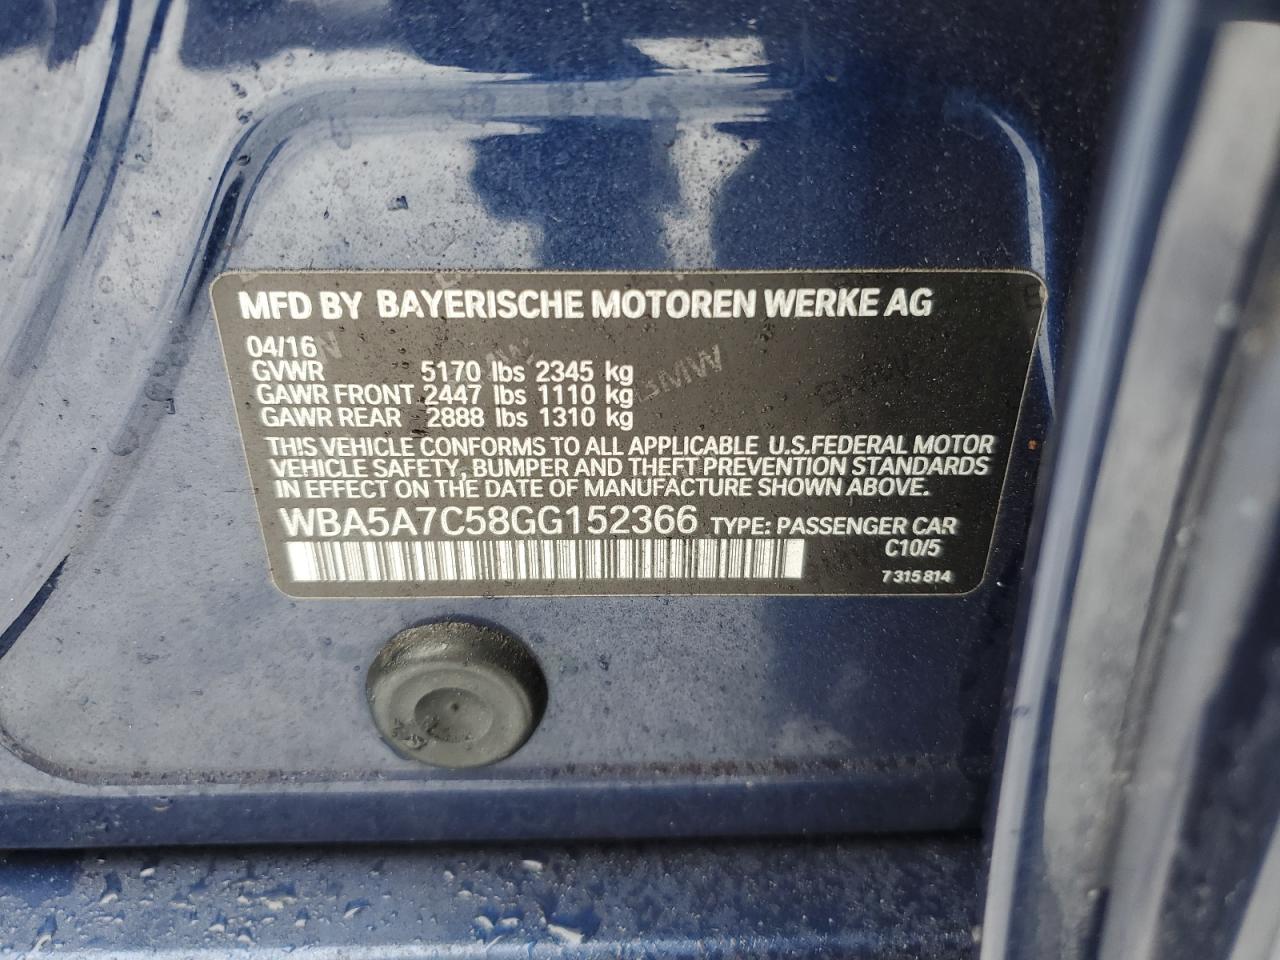 MFD BY BAYERISCHE MOTOREN WERKE AG
04/16
GVWR 5170 lbs 2345 kg
GAWR FRONT 2447 lbs 1110 kg
GAWR REAR 2888 lbs 1310 kg
THIS VEHICLE CONFORMS TO ALL APPLICABLE U.S.FEDERAL MOTOR
VEHICLE SAFETY, BUMPER AND THEFT PREVENTION STANDARDS
IN EFFECT ON THE DATE OF MANUFACTURE SHOWN ABOVE.
WBA5A7C58GG152366 TYPE: PASSENGER CAR
C10/5
7 315 814
BMW
BMW